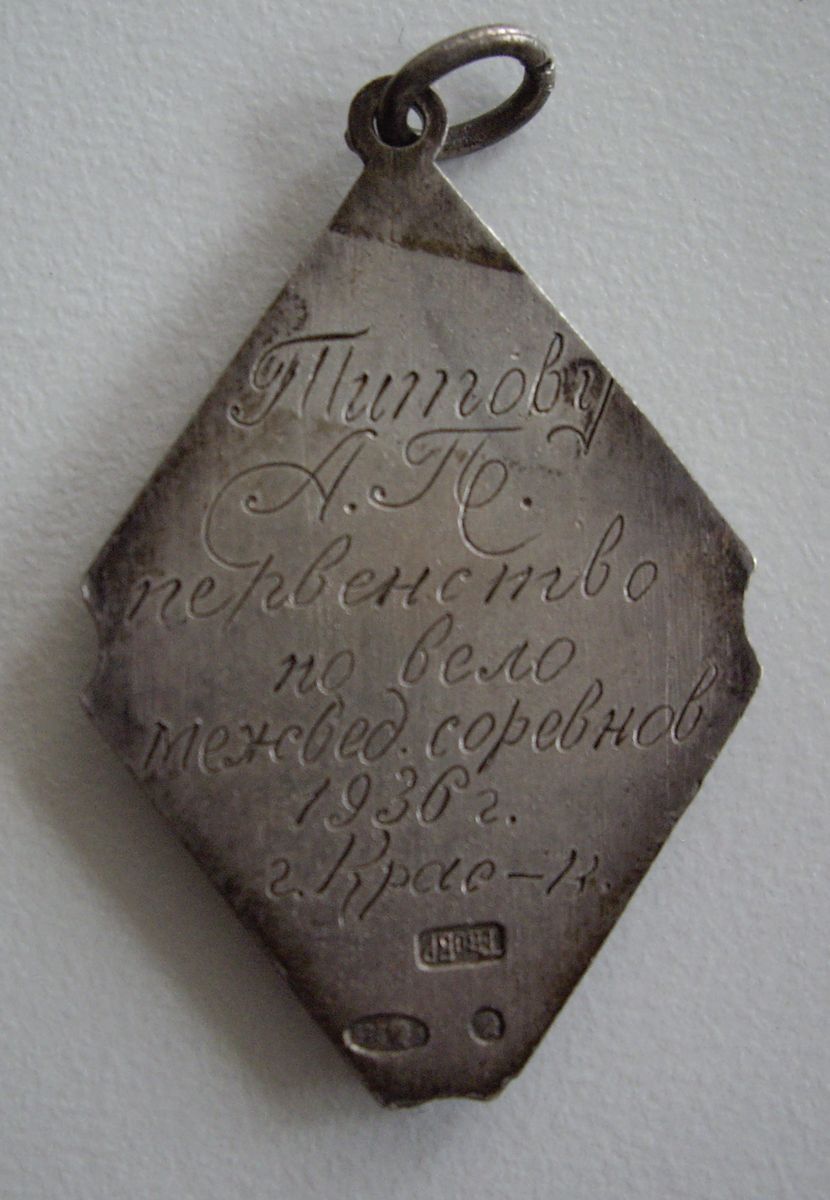 Титову
А. П.
первенство
по вело
межвед. соревнов
1936 г.
г. Крас-к.